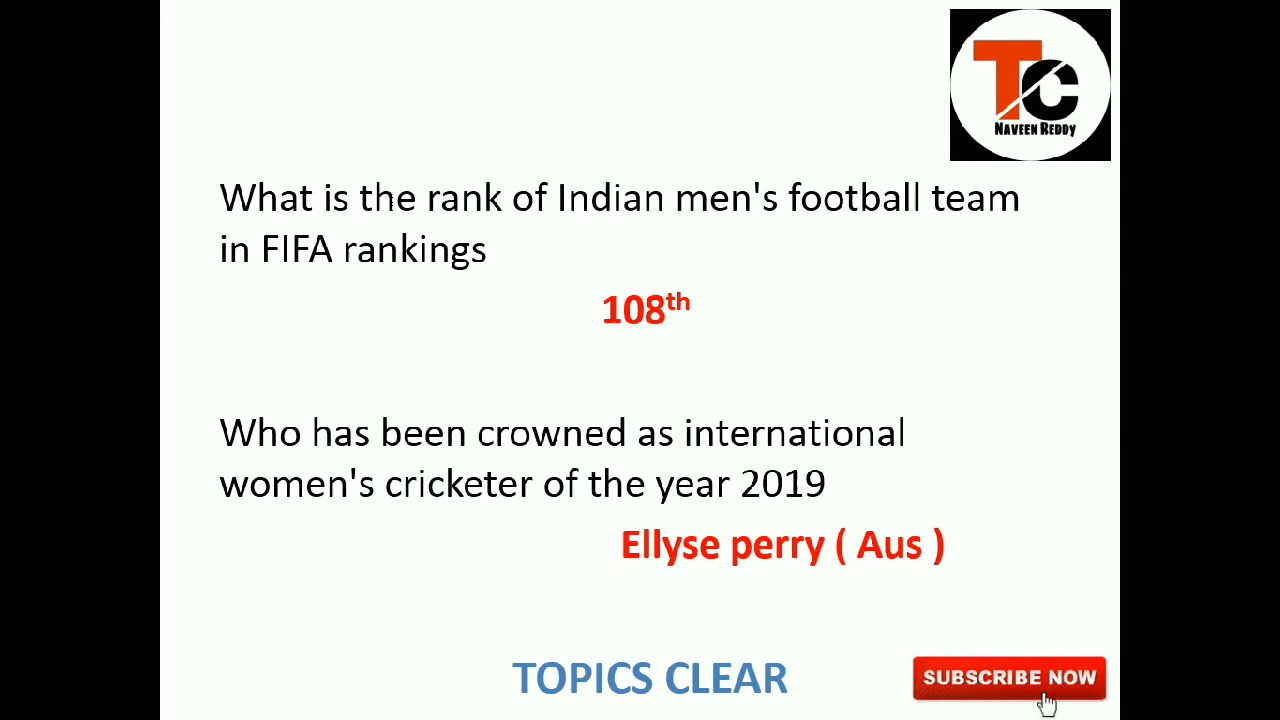 TC
NAVEEN REDDY
What is the rank of Indian men's football team
in FIFA rankings
108th
Who has been crowned as international
women's cricketer of the year 2019
Ellyse perry ( Aus )
TOPICS CLEAR
SUBSCRIBE NOW